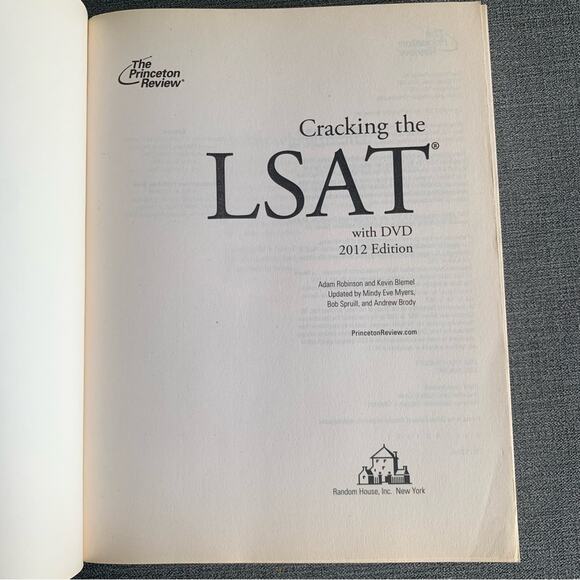 The
Princeton
Review®
Cracking the
LSAT®
with DVD
2012 Edition
Adam Robinson and Kevin Blemel
Updated by Mindy Eve Myers,
Bob Spruill, and Andrew Brody
PrincetonReview.com
Random House, Inc. New York